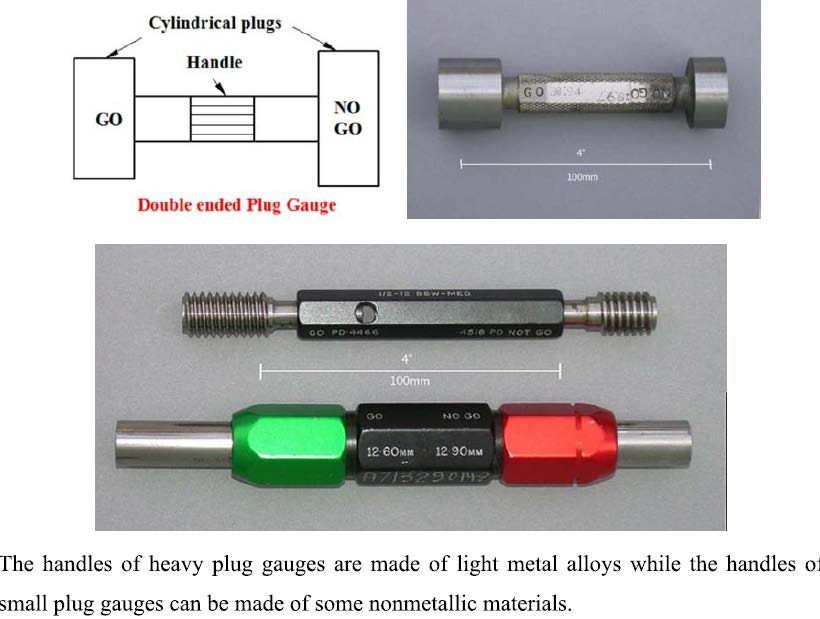 Cylindrical plugs
Handle
GO
NO
GO
Double ended Plug Gauge
GO
NO GO
4"
100mm
1/2-12 BSW-MED
GO PD·4466 ·4518 PD NOT GO
4"
100mm
GO NO GO
12·60MM 12·90MM
The handles of heavy plug gauges are made of light metal alloys while the handles of
small plug gauges can be made of some nonmetallic materials.